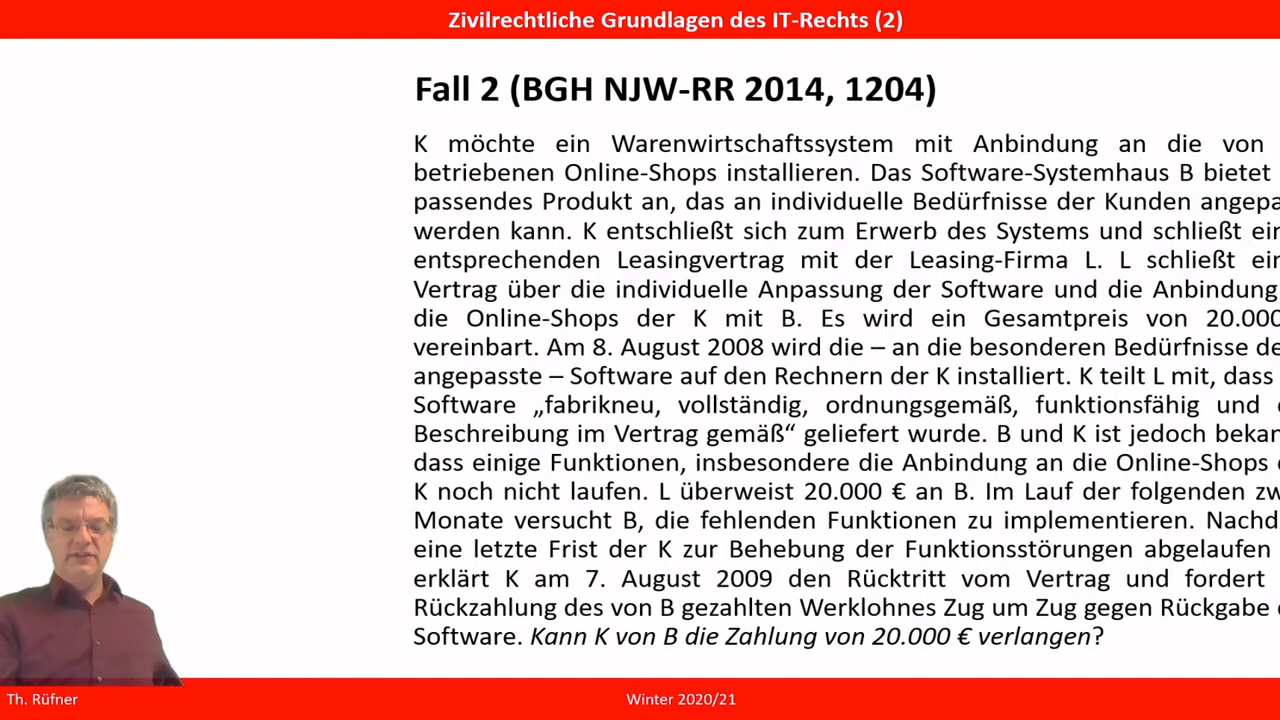 Zivilrechtliche Grundlagen des IT-Rechts (2)
Fall 2 (BGH NJW-RR 2014, 1204)
K möchte ein Warenwirtschaftssystem mit Anbindung an die von
betriebenen Online-Shops installieren. Das Software-Systemhaus B bietet
passendes Produkt an, das an individuelle Bedürfnisse der Kunden angepa
werden kann. K entschließt sich zum Erwerb des Systems und schließt ein
entsprechenden Leasingvertrag mit der Leasing-Firma L. L schließt ein
Vertrag über die individuelle Anpassung der Software und die Anbindung
die Online-Shops der K mit B. Es wird ein Gesamtpreis von 20.000
vereinbart. Am 8. August 2008 wird die – an die besonderen Bedürfnisse de
angepasste – Software auf den Rechnern der K installiert. K teilt L mit, dass
Software „fabrikneu, vollständig, ordnungsgemäß, funktionsfähig und
Beschreibung im Vertrag gemäß“ geliefert wurde. B und K ist jedoch bekan
dass einige Funktionen, insbesondere die Anbindung an die Online-Shops
K noch nicht laufen. L überweist 20.000 € an B. Im Lauf der folgenden zw
Monate versucht B, die fehlenden Funktionen zu implementieren. Nachd
eine letzte Frist der K zur Behebung der Funktionsstörungen abgelaufen
erklärt K am 7. August 2009 den Rücktritt vom Vertrag und fordert
Rückzahlung des von B gezahlten Werklohnes Zug um Zug gegen Rückgabe
Software. Kann K von B die Zahlung von 20.000 € verlangen?
Th. Rüfner
Winter 2020/21